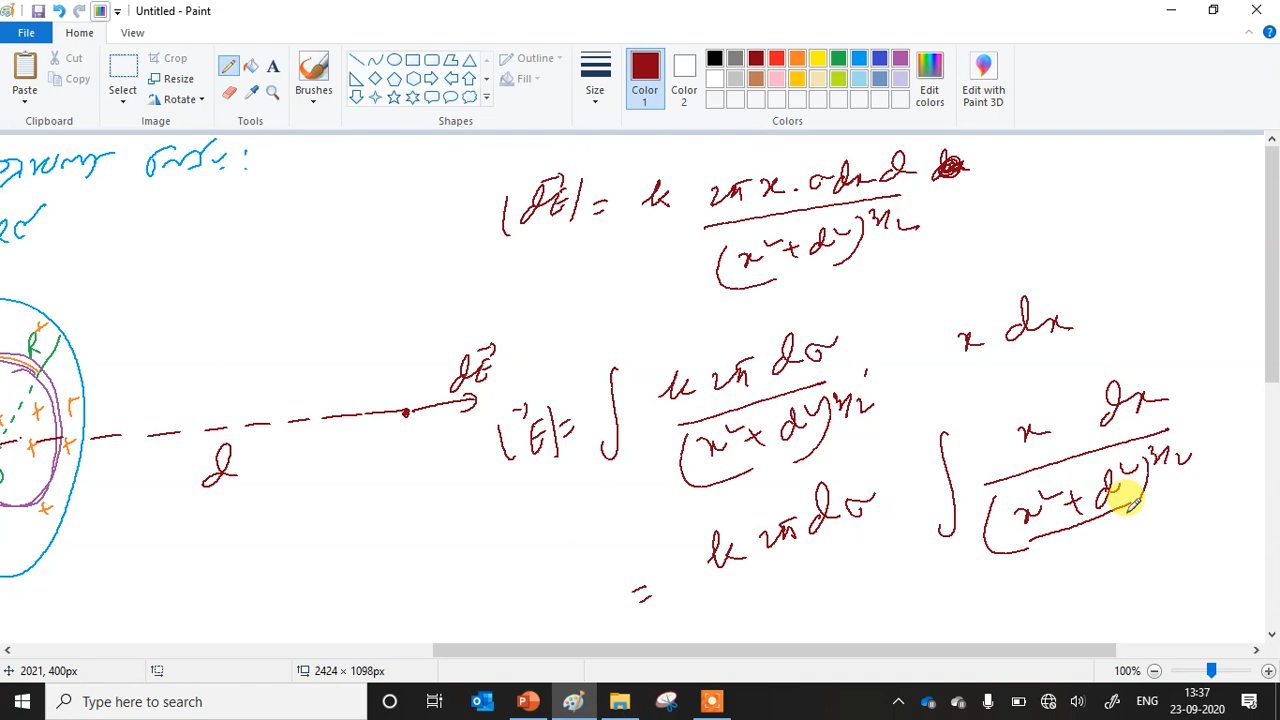 Untitled - Paint
File Home View
Paste Cut Copy Clipboard
Select Crop Resize Rotate Image
Tools
Brushes
Outline Fill Shapes
Size
Color 1 Color 2 Edit colors Colors
Edit with Paint 3D
|dE⃗| = k 2πx·σdx d / (x²+d²)^3/2
x dx
|E⃗| = ∫ k2π dσ / (x²+d²)^3/2
= k2πdσ ∫ x dx / (x²+d²)^3/2
R
r
dE⃗
d
2021, 400px 2424 × 1098px 100%
Type here to search ENG 13:37 23-09-2020